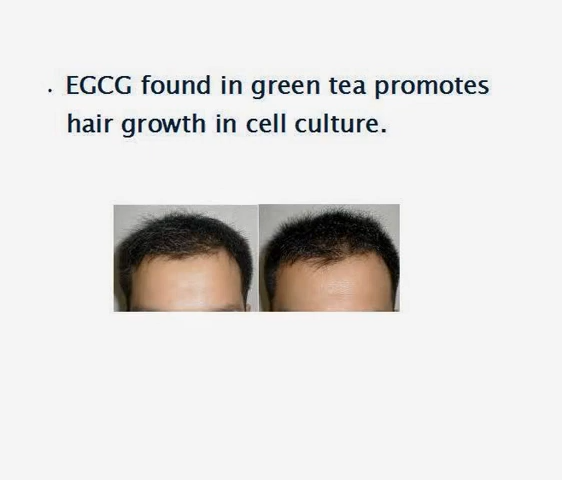 · EGCG found in green tea promotes
hair growth in cell culture.